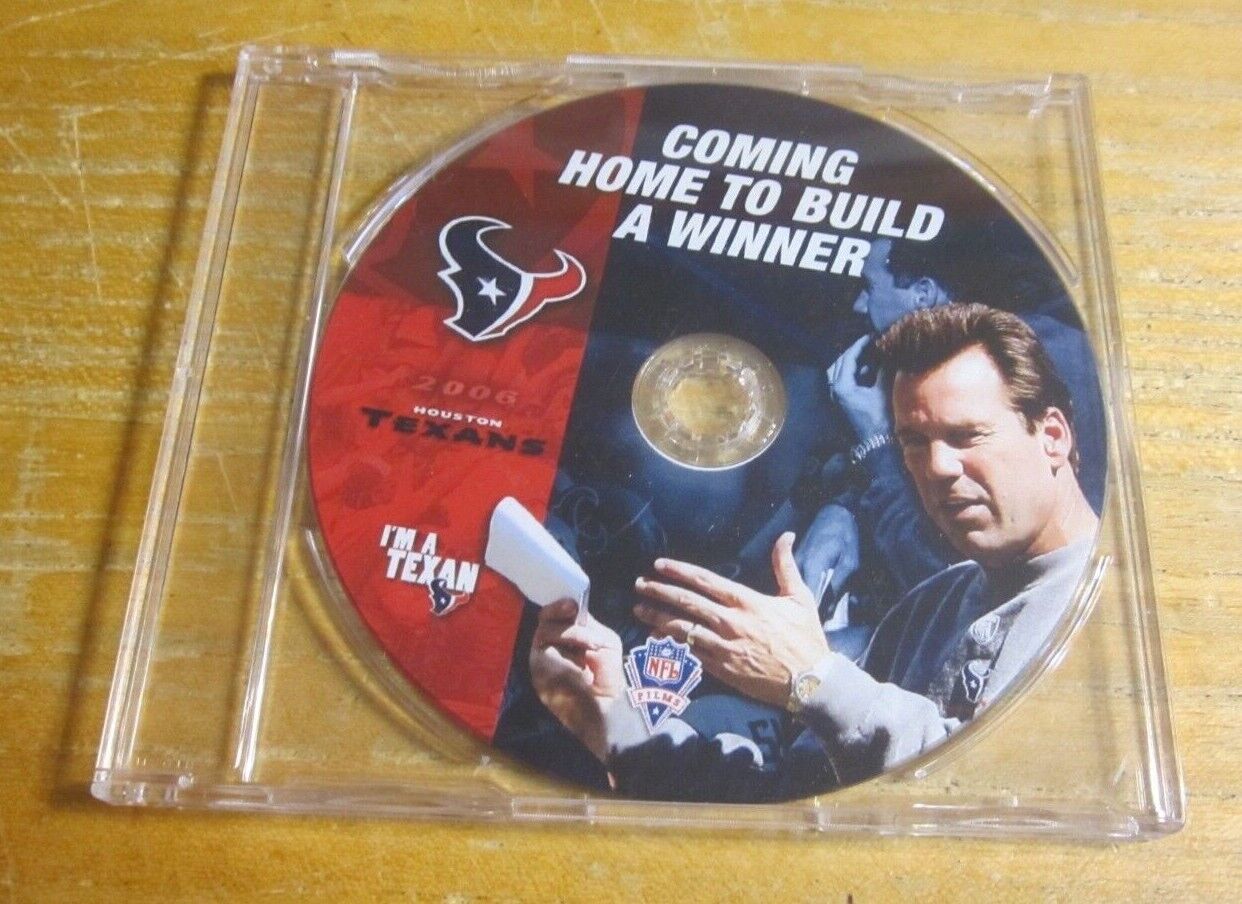 COMING
HOME TO BUILD
A WINNER
2006
HOUSTON
TEXANS
I'M A
TEXAN
NFL
FILMS